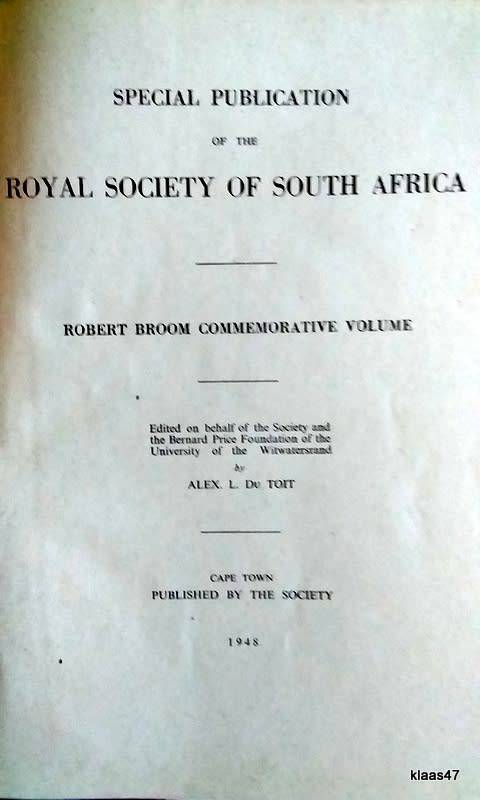 SPECIAL PUBLICATION
OF THE
ROYAL SOCIETY OF SOUTH AFRICA
ROBERT BROOM COMMEMORATIVE VOLUME
Edited on behalf of the Society and
the Bernard Price Foundation of the
University of the Witwatersrand
by
ALEX. L. DU TOIT
CAPE TOWN
PUBLISHED BY THE SOCIETY
1948
klaas47